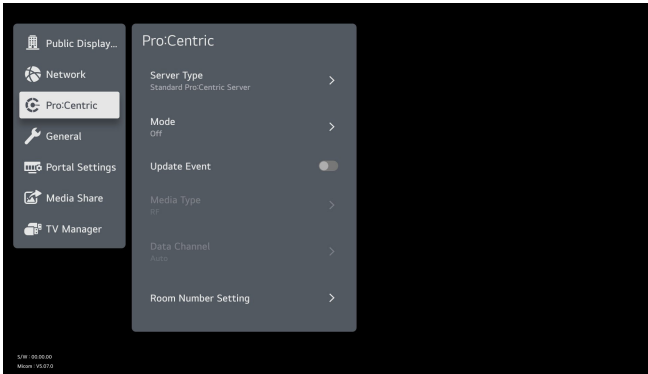 Public Display...
Network
Pro:Centric
General
Portal Settings
Media Share
TV Manager
Pro:Centric
Server Type
Standard Pro:Centric Server
Mode
Off
Update Event
Media Type
RF
Data Channel
Auto
Room Number Setting
S/W : 00.00.00
Micom : V5.07.0